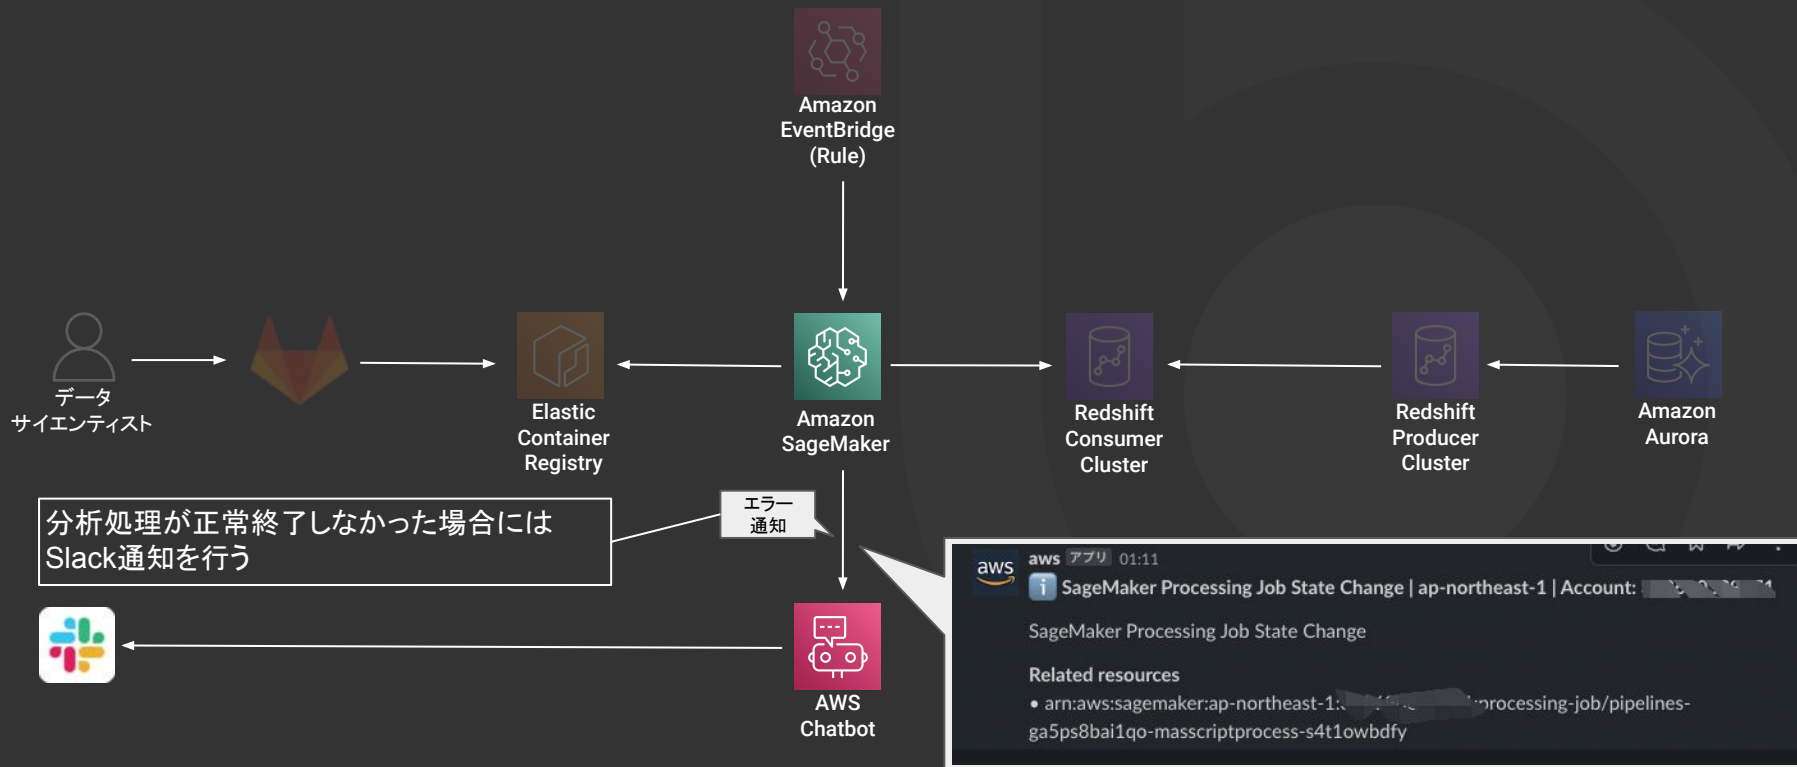 Amazon
EventBridge
(Rule)
データ
サイエンティスト
Elastic
Container
Registry
Amazon
SageMaker
Redshift
Consumer
Cluster
Redshift
Producer
Cluster
Amazon
Aurora
分析処理が正常終了しなかった場合には
Slack通知を行う
エラー
通知
AWS
Chatbot
aws
aws アプリ 01:11
SageMaker Processing Job State Change | ap-northeast-1 | Account:
SageMaker Processing Job State Change
Related resources
• arn:aws:sagemaker:ap-northeast-1: :processing-job/pipelines-
ga5ps8bai1qo-masscriptprocess-s4t1owbdfy